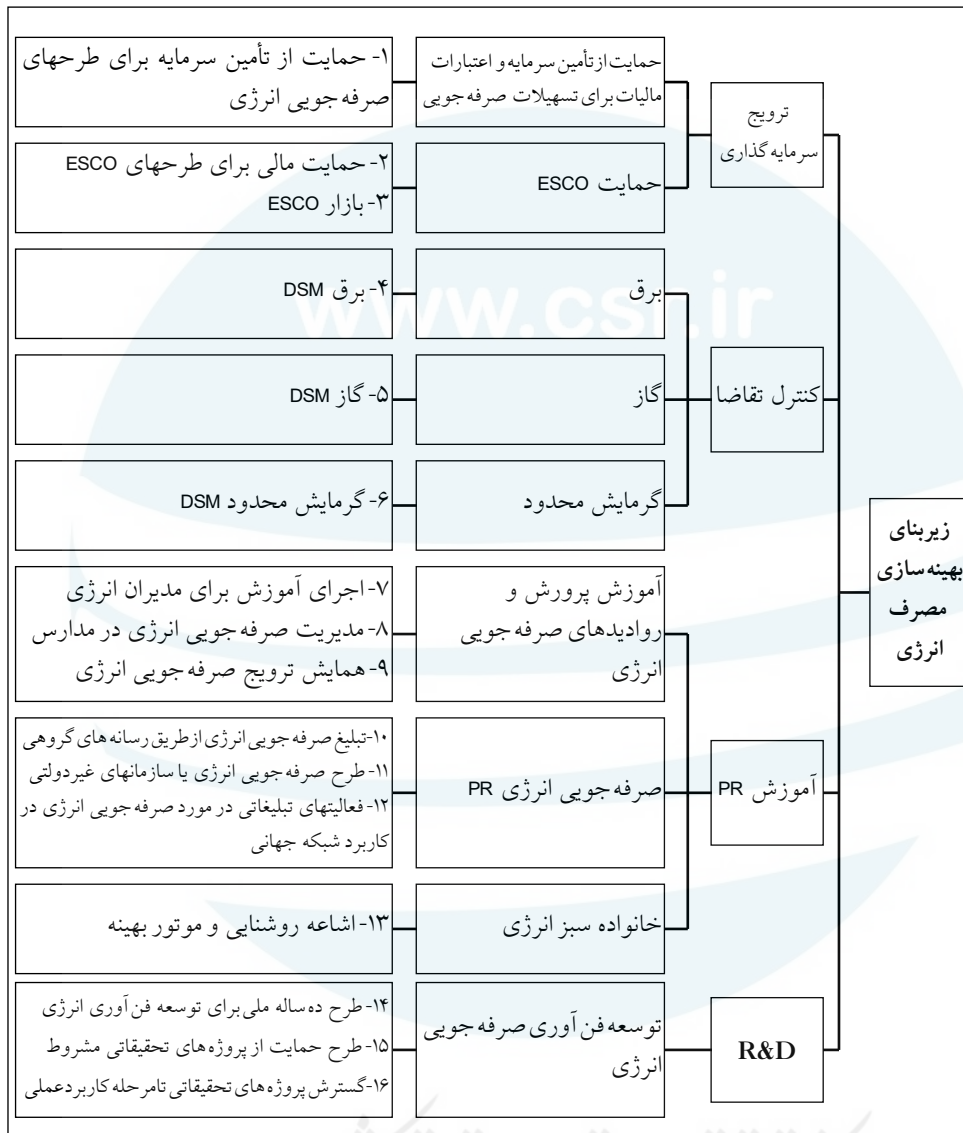 زیربنای
بهینه‌سازی
مصرف
انرژی
ترویج
سرمایه‌گذاری
حمایت از تأمین سرمایه و اعتبارات
مالیات برای تسهیلات صرفه‌جویی
۱- حمایت از تأمین سرمایه برای طرحهای
صرفه‌جویی انرژی
حمایت ESCO
۲- حمایت مالی برای طرحهای ESCO
۳- بازار ESCO
کنترل تقاضا
برق
۴- برق DSM
گاز
۵- گاز DSM
گرمایش محدود
۶- گرمایش محدود DSM
آموزش PR
آموزش پرورش و
روادیدهای صرفه‌جویی
انرژی
۷- اجرای آموزش برای مدیران انرژی
۸- مدیریت صرفه‌جویی انرژی در مدارس
۹- همایش ترویج صرفه‌جویی انرژی
صرفه‌جویی انرژی PR
۱۰- تبلیغ صرفه‌جویی انرژی از طریق رسانه‌های گروهی
۱۱- طرح صرفه‌جویی انرژی یا سازمانهای غیردولتی
۱۲- فعالیتهای تبلیغاتی در مورد صرفه‌جویی انرژی در
کاربرد شبکه جهانی
خانواده سبز انرژی
۱۳- اشاعه روشنایی و موتور بهینه
R&D
توسعه فن‌آوری صرفه‌جویی
انرژی
۱۴- طرح ده‌ساله ملی برای توسعه فن‌آوری انرژی
۱۵- طرح حمایت از پروژه‌های تحقیقاتی مشروط
۱۶- گسترش پروژه‌های تحقیقاتی تا مرحله کاربرد عملی
www.csr.ir